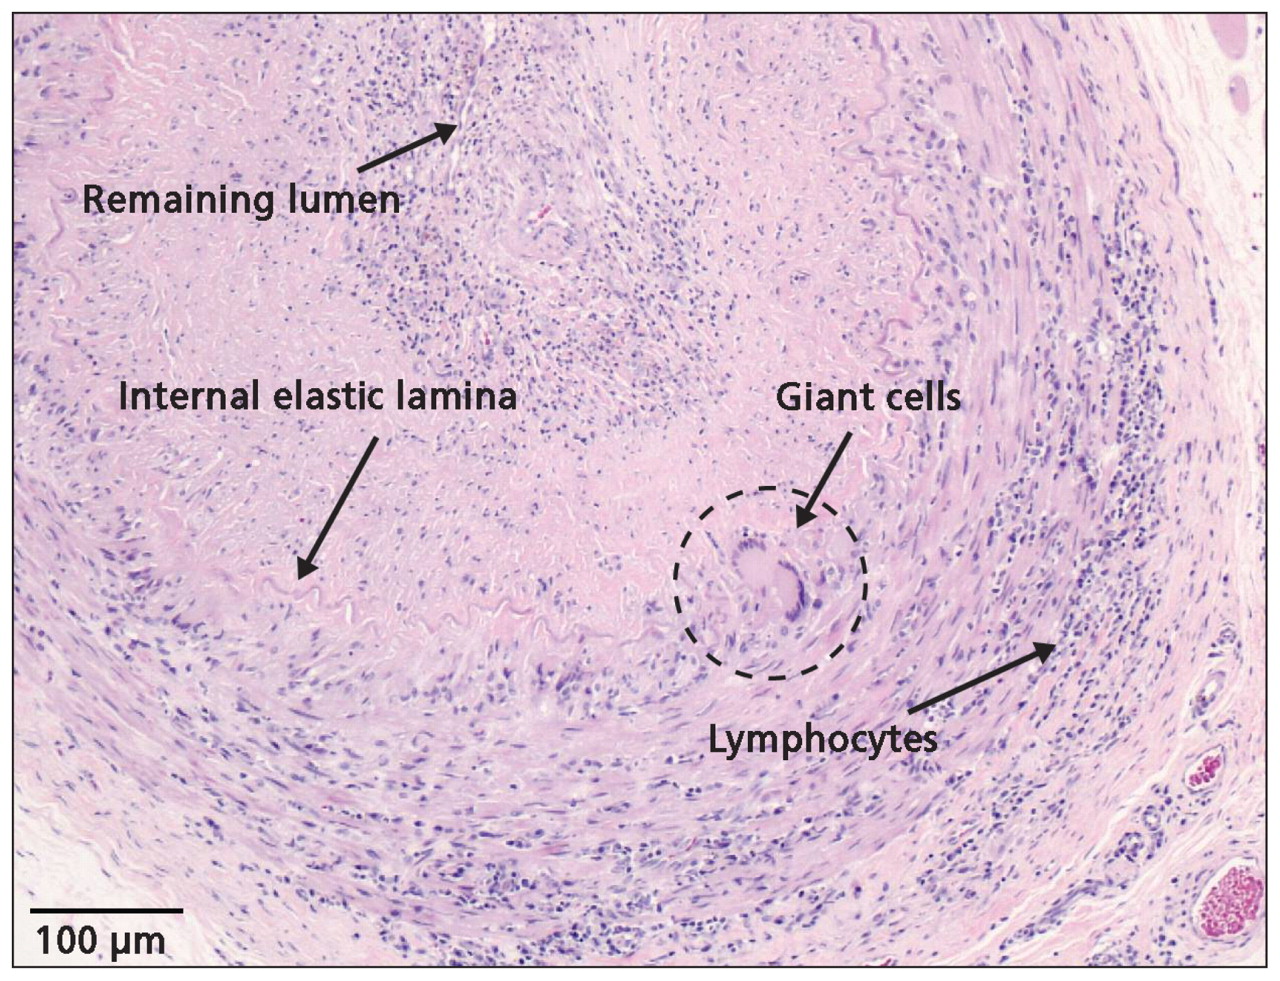 Remaining lumen
Internal elastic lamina
Giant cells
Lymphocytes
100 µm